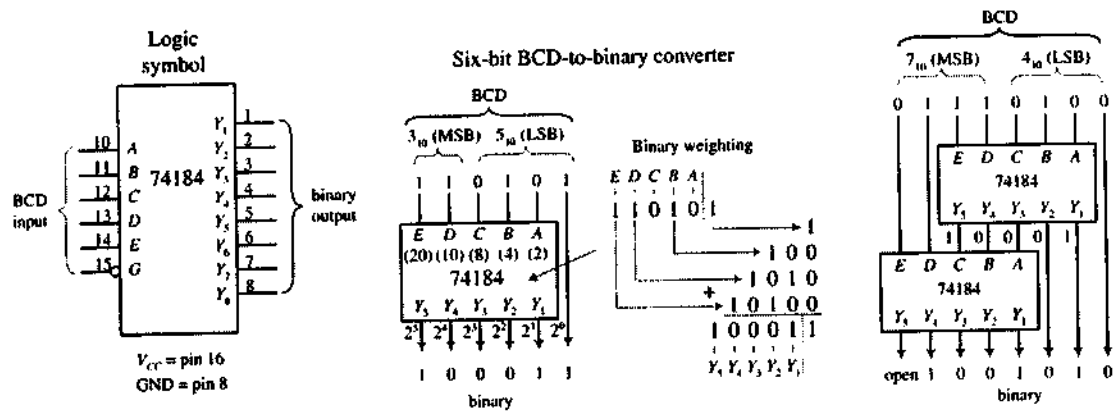 Logic
symbol
10 A
11 B
12 C
13 D
14 E
15 G
BCD
input
74184
Y₁ 1
Y₂ 2
Y₃ 3
Y₄ 4
Y₅ 5
Y₆ 6
Y₇ 7
Y₈ 8
binary
output
V_CC = pin 16
GND = pin 8
Six-bit BCD-to-binary converter
BCD
3₁₀ (MSB) 5₁₀ (LSB)
1 1 0 1 0 1
E D C B A
(20) (10) (8) (4) (2)
74184
Y₅ Y₄ Y₃ Y₂ Y₁
2⁵ 2⁴ 2³ 2² 2¹ 2⁰
1 0 0 0 1 1
binary
Binary weighting
E D C B A
1 1 0 1 0 1
1
1 0 0
1 0 1 0
+ 1 0 1 0 0
1 0 0 0 1 1
Y₅ Y₄ Y₃ Y₂ Y₁
BCD
7₁₀ (MSB) 4₁₀ (LSB)
0 1 1 1 0 1 0 0
E D C B A
74184
Y₅ Y₄ Y₃ Y₂ Y₁
1 0 0 0 1
E D C B A
74184
Y₅ Y₄ Y₃ Y₂ Y₁
open 1 0 0 1 0 1 0
binary